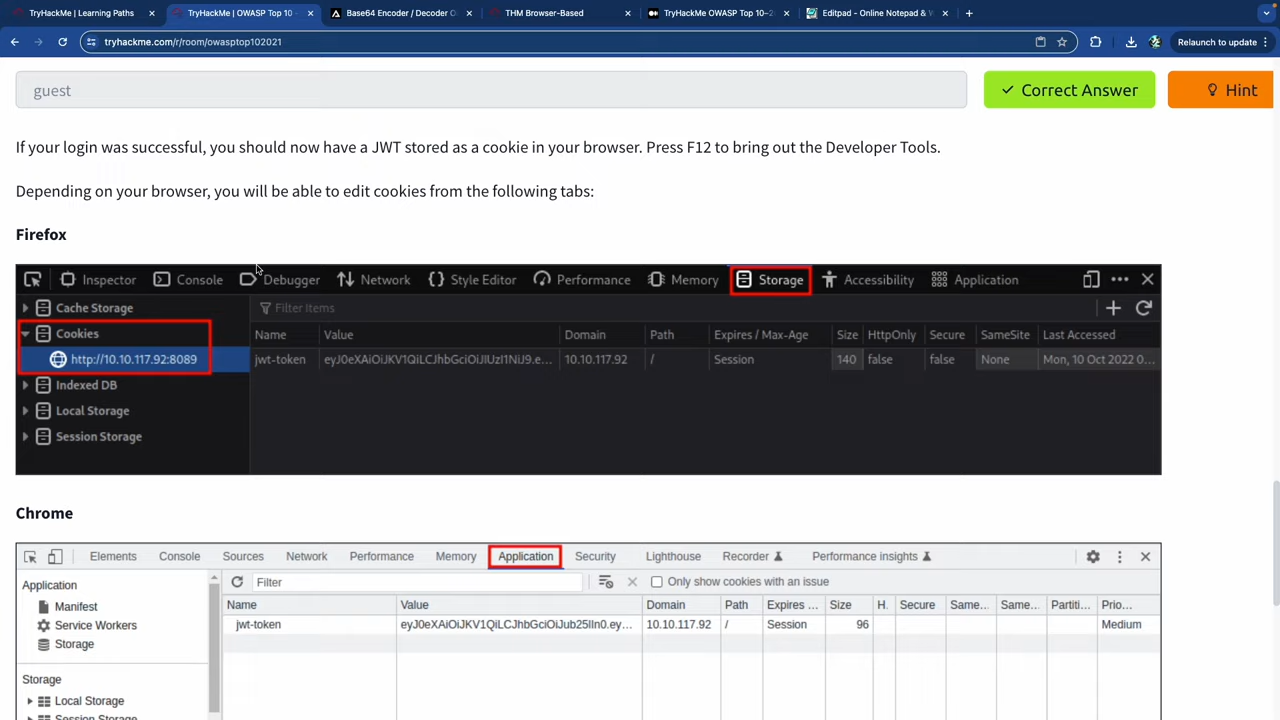 TryHackMe | Learning Paths
TryHackMe | OWASP Top 10 -
Base64 Encoder / Decoder O
THM Browser-Based
TryHackMe OWASP Top 10–2
Editpad - Online Notepad & W
tryhackme.com/r/room/owasptop102021
Relaunch to update
guest
Correct Answer
Hint
If your login was successful, you should now have a JWT stored as a cookie in your browser. Press F12 to bring out the Developer Tools.
Depending on your browser, you will be able to edit cookies from the following tabs:
Firefox
Inspector Console Debugger Network Style Editor Performance Memory Storage Accessibility Application
Cache Storage
Filter Items
Cookies
Name Value Domain Path Expires / Max-Age Size HttpOnly Secure SameSite Last Accessed
http://10.10.117.92:8089
jwt-token eyJ0eXAiOiJKV1QiLCJhbGciOiJIUzI1NiJ9.e... 10.10.117.92 / Session 140 false false None Mon, 10 Oct 2022 0...
Indexed DB
Local Storage
Session Storage
Chrome
Elements Console Sources Network Performance Memory Application Security Lighthouse Recorder Performance insights
Application
Filter
Only show cookies with an issue
Manifest
Name Value Domain Path Expires ... Size H. Secure Same... Same... Partiti... Prio...
Service Workers
jwt-token eyJ0eXAiOiJKV1QiLCJhbGciOiJub25lIn0.ey... 10.10.117.92 / Session 96 Medium
Storage
Storage
Local Storage
Session Storage